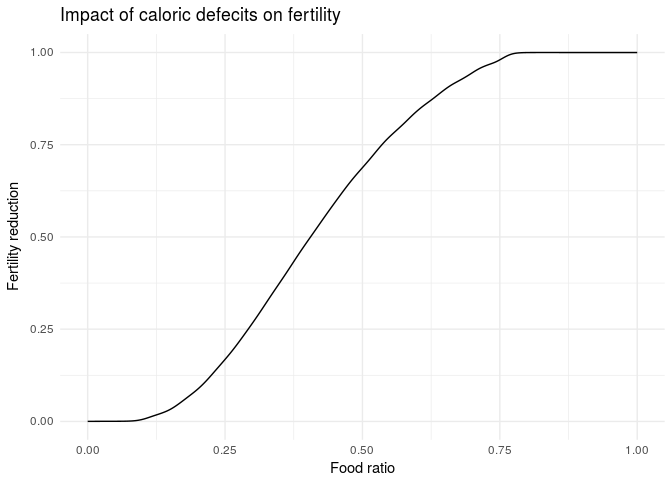 Impact of caloric defecits on fertility
Fertility reduction
1.00
0.75
0.50
0.25
0.00
0.00 0.25 0.50 0.75 1.00
Food ratio